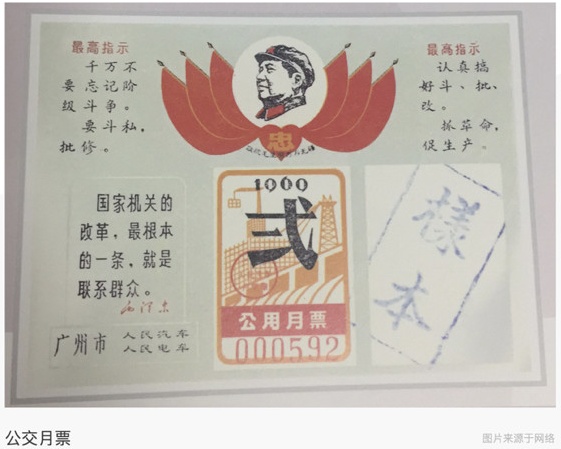 最高指示
千万不
要忘记阶
级斗争。
要斗私,
批修。
忠
最高指示
认真搞
好斗、批、
改。
抓革命,
促生产。
国家机关的
改革,最根本
的一条,就是
联系群众。
毛泽东
广州市 人民汽车
人民电车
1969
弍
公用月票
000592
樣本
公交月票
图片来源于网络